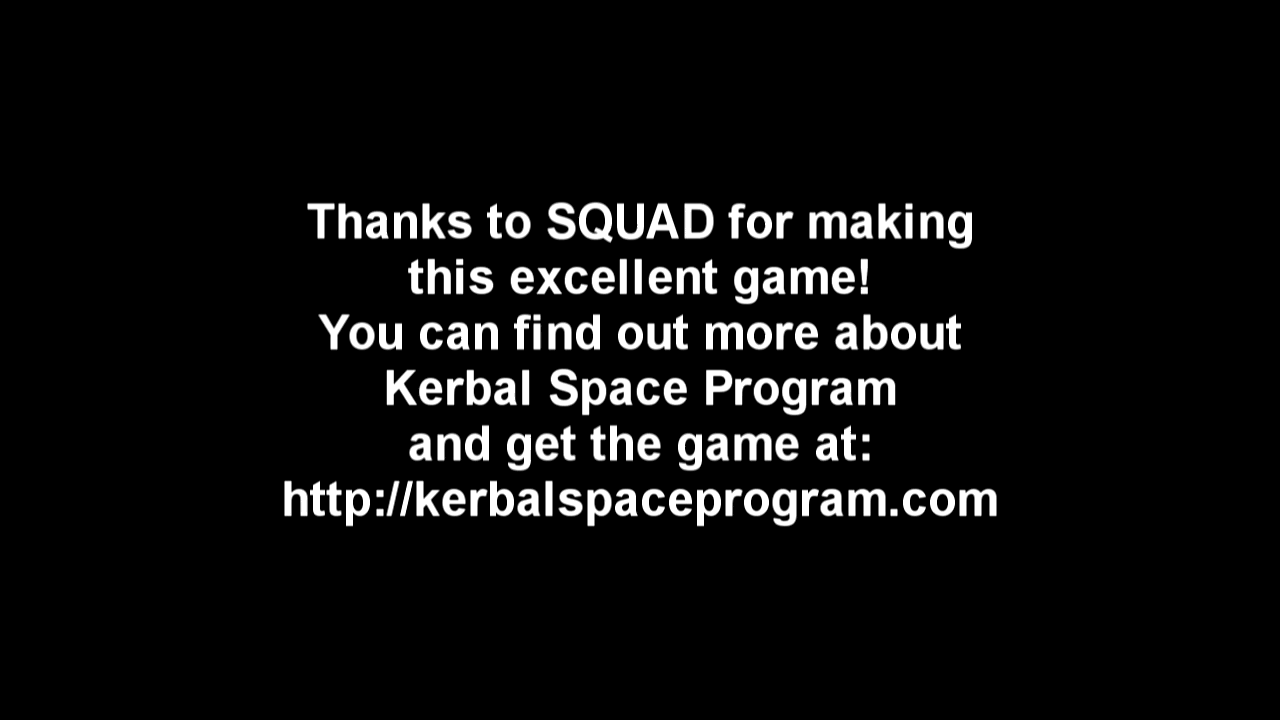 Thanks to SQUAD for making
this excellent game!
You can find out more about
Kerbal Space Program
and get the game at:
http://kerbalspaceprogram.com